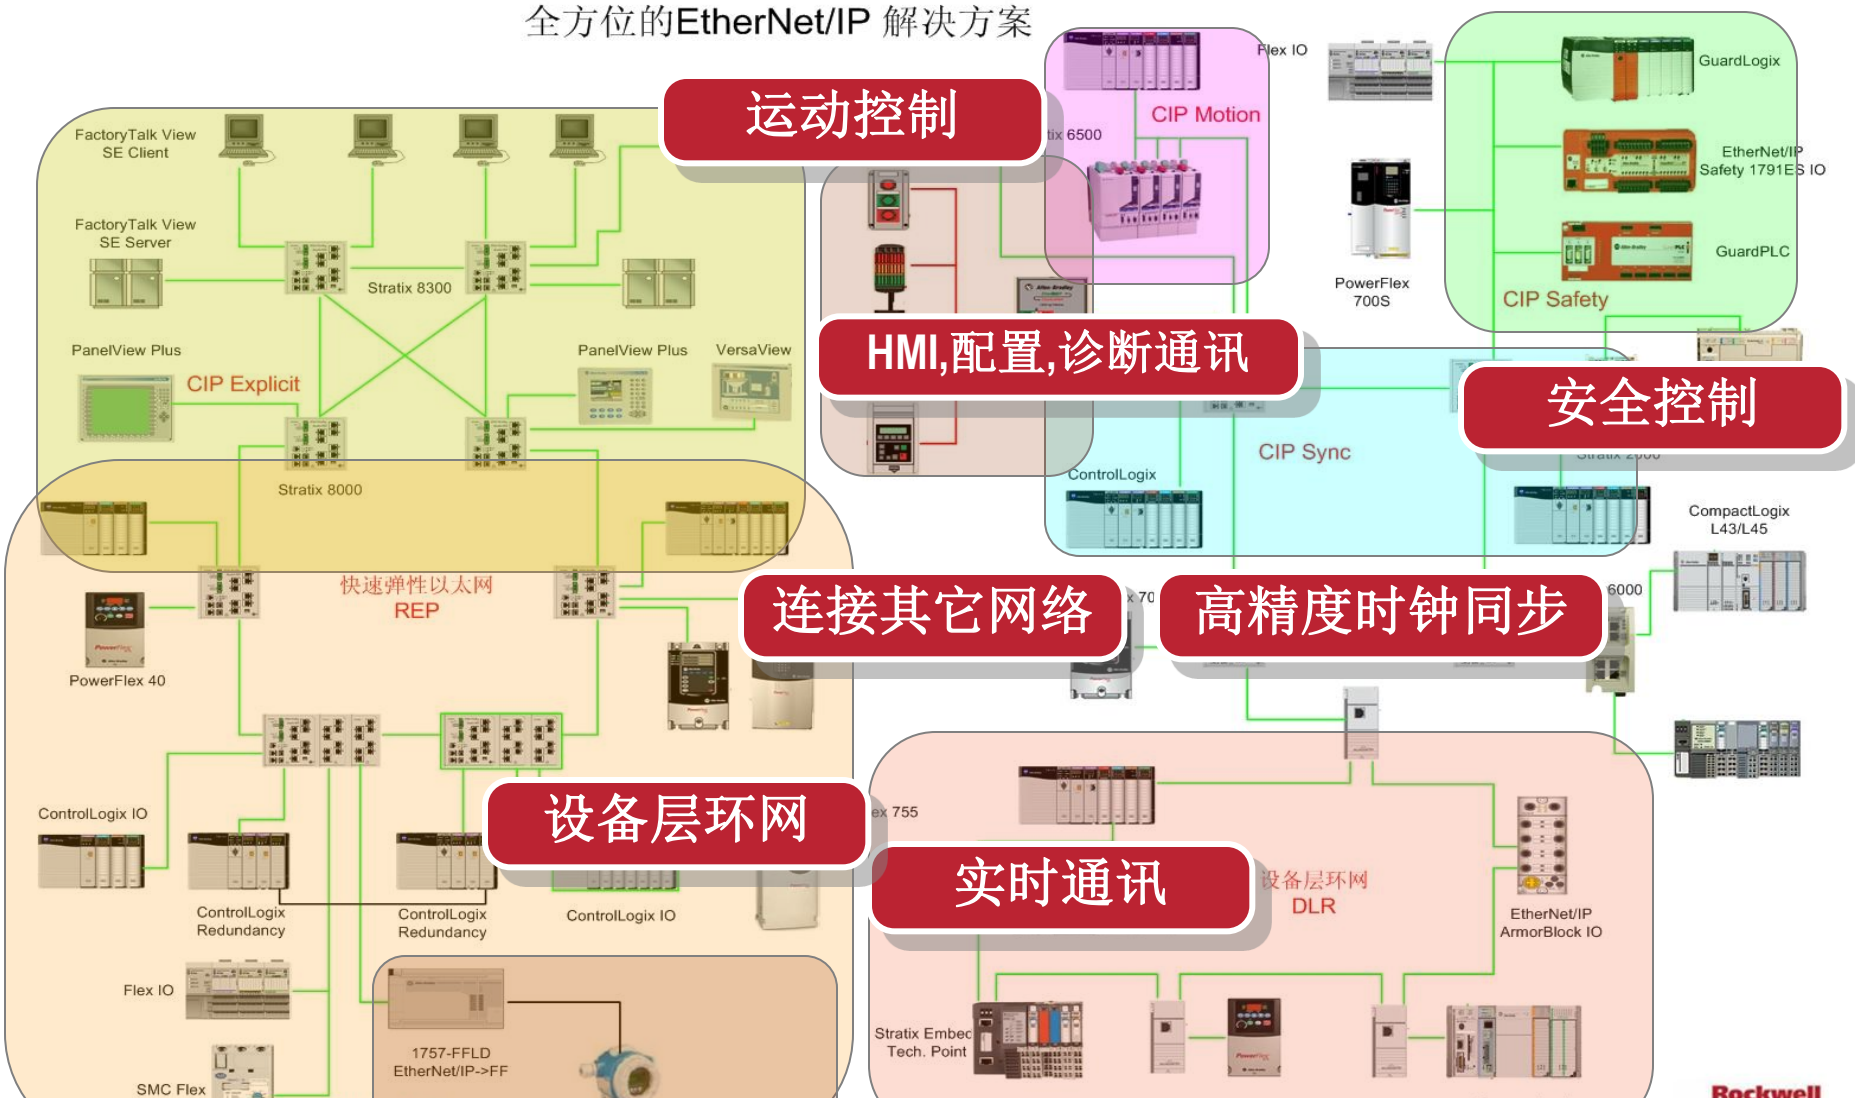 全方位的EtherNet/IP 解决方案
运动控制
CIP Motion
Flex IO
GuardLogix
FactoryTalk View
SE Client
6500
EtherNet/IP
Safety 1791ES IO
FactoryTalk View
SE Server
Stratix 8300
PowerFlex
700S
GuardPLC
CIP Safety
PanelView Plus
CIP Explicit
PanelView Plus
VersaView
HMI,配置,诊断通讯
安全控制
CIP Sync
ControlLogix
Stratix 8000
CompactLogix
L43/L45
快速弹性以太网
REP
连接其它网络
高精度时钟同步
6000
PowerFlex 40
ControlLogix IO
设备层环网
755
实时通讯
设备层环网
DLR
ControlLogix
Redundancy
ControlLogix
Redundancy
ControlLogix IO
EtherNet/IP
ArmorBlock IO
Flex IO
1757-FFLD
EtherNet/IP->FF
Stratix Embed
Tech. Point
SMC Flex
Rockwell